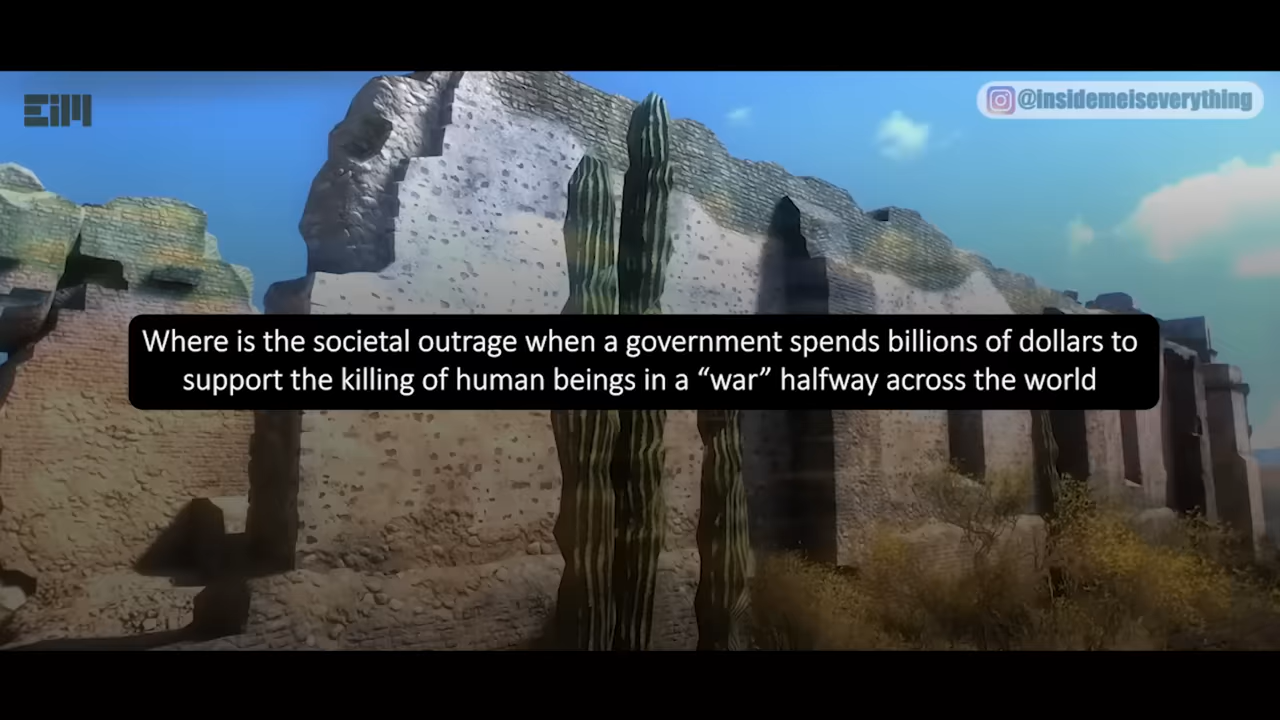 EiM
@insidemeiseverything
Where is the societal outrage when a government spends billions of dollars to
support the killing of human beings in a “war” halfway across the world